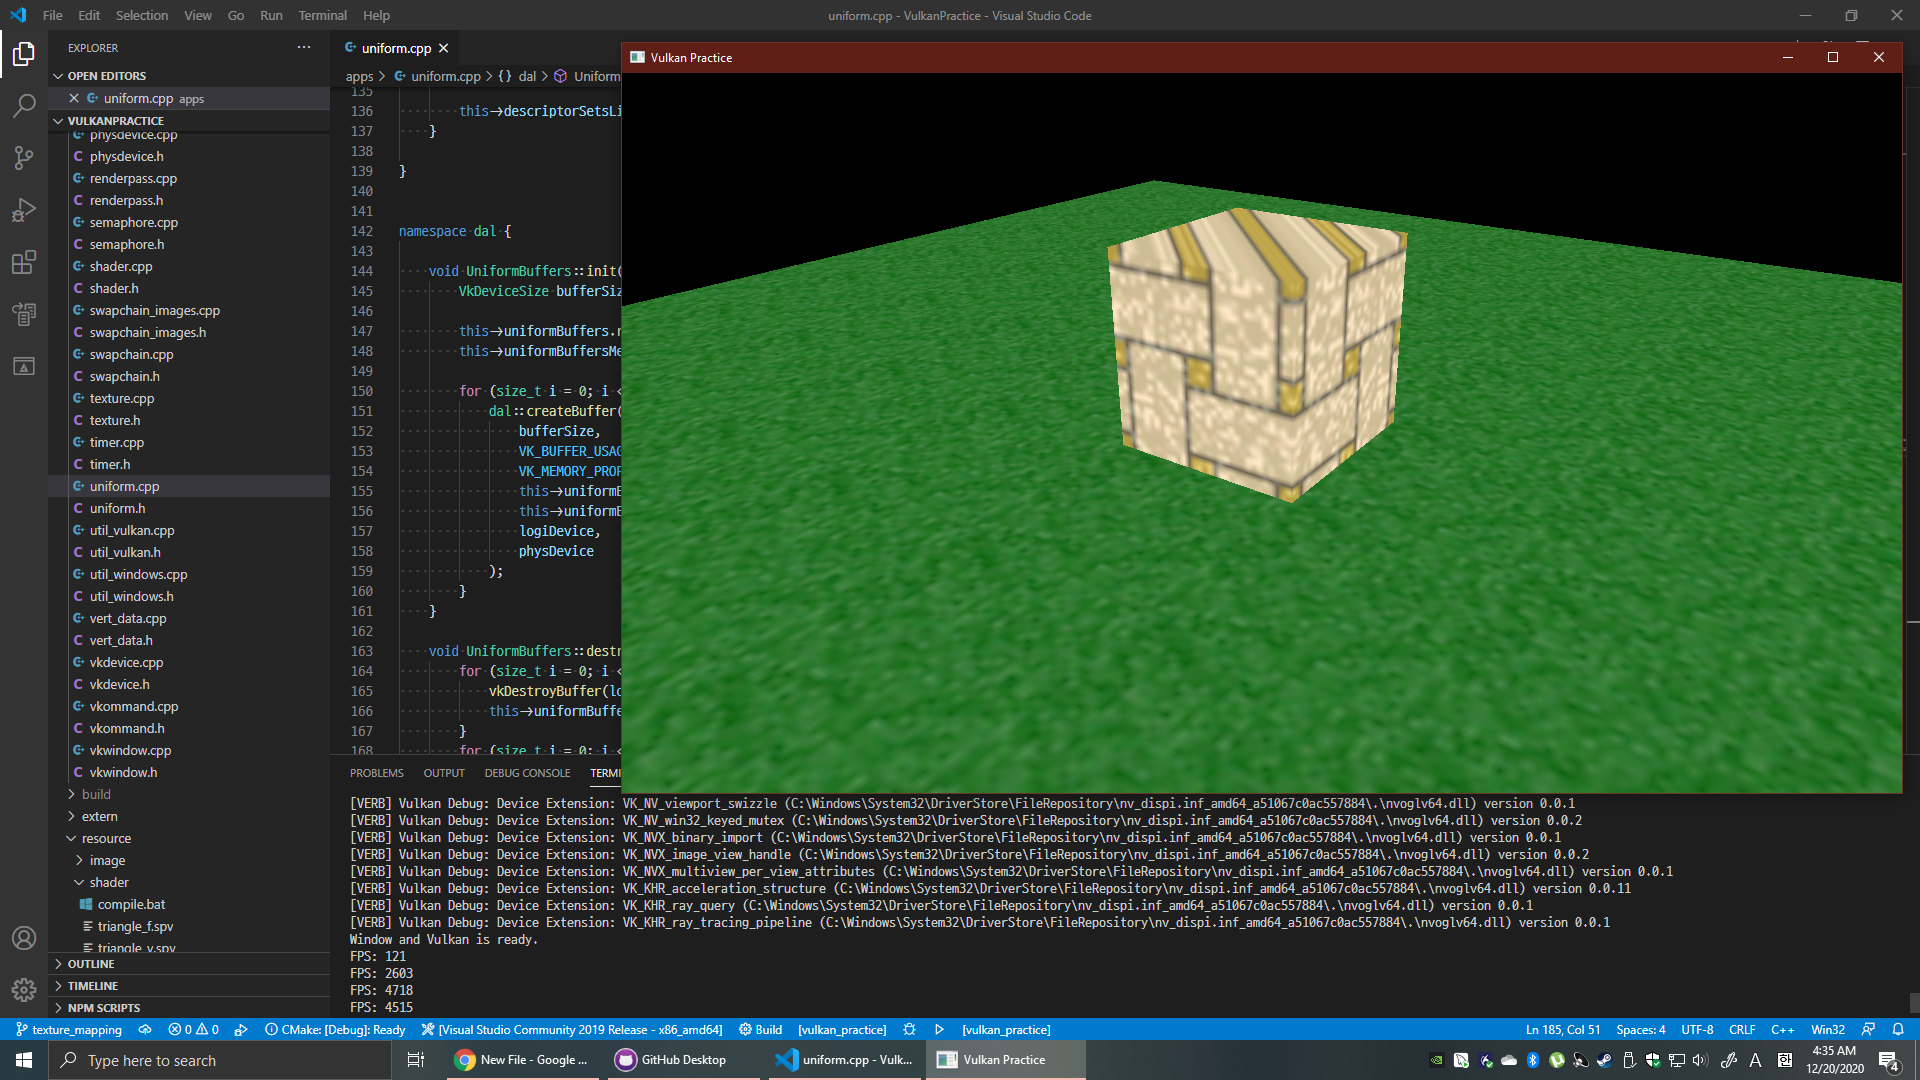 File Edit Selection View Go Run Terminal Help
uniform.cpp - VulkanPractice - Visual Studio Code
EXPLORER
OPEN EDITORS
uniform.cpp apps
VULKANPRACTICE
physdevice.cpp
physdevice.h
renderpass.cpp
renderpass.h
semaphore.cpp
semaphore.h
shader.cpp
shader.h
swapchain_images.cpp
swapchain_images.h
swapchain.cpp
swapchain.h
texture.cpp
texture.h
timer.cpp
timer.h
uniform.cpp
uniform.h
util_vulkan.cpp
util_vulkan.h
util_windows.cpp
util_windows.h
vert_data.cpp
vert_data.h
vkdevice.cpp
vkdevice.h
vkommand.cpp
vkommand.h
vkwindow.cpp
vkwindow.h
build
extern
resource
image
shader
compile.bat
triangle_f.spv
triangle_v.spv
OUTLINE
TIMELINE
NPM SCRIPTS
uniform.cpp
apps > uniform.cpp > {} dal > Uniform
135
136 this->descriptorSetsLi
137 }
138
139 }
140
141
142 namespace dal {
143
144 void UniformBuffers::init(
145 VkDeviceSize bufferSiz
146
147 this->uniformBuffers.r
148 this->uniformBuffersMe
149
150 for (size_t i = 0; i <
151 dal::createBuffer(
152 bufferSize,
153 VK_BUFFER_USAG
154 VK_MEMORY_PROP
155 this->uniformB
156 this->uniformB
157 logiDevice,
158 physDevice
159 );
160 }
161 }
162
163 void UniformBuffers::destr
164 for (size_t i = 0; i <
165 vkDestroyBuffer(lo
166 this->uniformBuffe
167 }
168 for (size_t i = 0; i <
Vulkan Practice
PROBLEMS OUTPUT DEBUG CONSOLE TERMI
[VERB] Vulkan Debug: Device Extension: VK_NV_viewport_swizzle (C:\Windows\System32\DriverStore\FileRepository\nv_dispi.inf_amd64_a51067c0ac557884\.\nvoglv64.dll) version 0.0.1
[VERB] Vulkan Debug: Device Extension: VK_NV_win32_keyed_mutex (C:\Windows\System32\DriverStore\FileRepository\nv_dispi.inf_amd64_a51067c0ac557884\.\nvoglv64.dll) version 0.0.2
[VERB] Vulkan Debug: Device Extension: VK_NVX_binary_import (C:\Windows\System32\DriverStore\FileRepository\nv_dispi.inf_amd64_a51067c0ac557884\.\nvoglv64.dll) version 0.0.1
[VERB] Vulkan Debug: Device Extension: VK_NVX_image_view_handle (C:\Windows\System32\DriverStore\FileRepository\nv_dispi.inf_amd64_a51067c0ac557884\.\nvoglv64.dll) version 0.0.2
[VERB] Vulkan Debug: Device Extension: VK_NVX_multiview_per_view_attributes (C:\Windows\System32\DriverStore\FileRepository\nv_dispi.inf_amd64_a51067c0ac557884\.\nvoglv64.dll) version 0.0.1
[VERB] Vulkan Debug: Device Extension: VK_KHR_acceleration_structure (C:\Windows\System32\DriverStore\FileRepository\nv_dispi.inf_amd64_a51067c0ac557884\.\nvoglv64.dll) version 0.0.11
[VERB] Vulkan Debug: Device Extension: VK_KHR_ray_query (C:\Windows\System32\DriverStore\FileRepository\nv_dispi.inf_amd64_a51067c0ac557884\.\nvoglv64.dll) version 0.0.1
[VERB] Vulkan Debug: Device Extension: VK_KHR_ray_tracing_pipeline (C:\Windows\System32\DriverStore\FileRepository\nv_dispi.inf_amd64_a51067c0ac557884\.\nvoglv64.dll) version 0.0.1
Window and Vulkan is ready.
FPS: 121
FPS: 2603
FPS: 4718
FPS: 4515
texture_mapping 0 0 CMake: [Debug]: Ready [Visual Studio Community 2019 Release - x86_amd64] Build [vulkan_practice] [vulkan_practice] Ln 185, Col 51 Spaces: 4 UTF-8 CRLF C++ Win32
Type here to search New File - Google ... GitHub Desktop uniform.cpp - Vulk... Vulkan Practice A 한 4:35 AM
12/20/2020 4